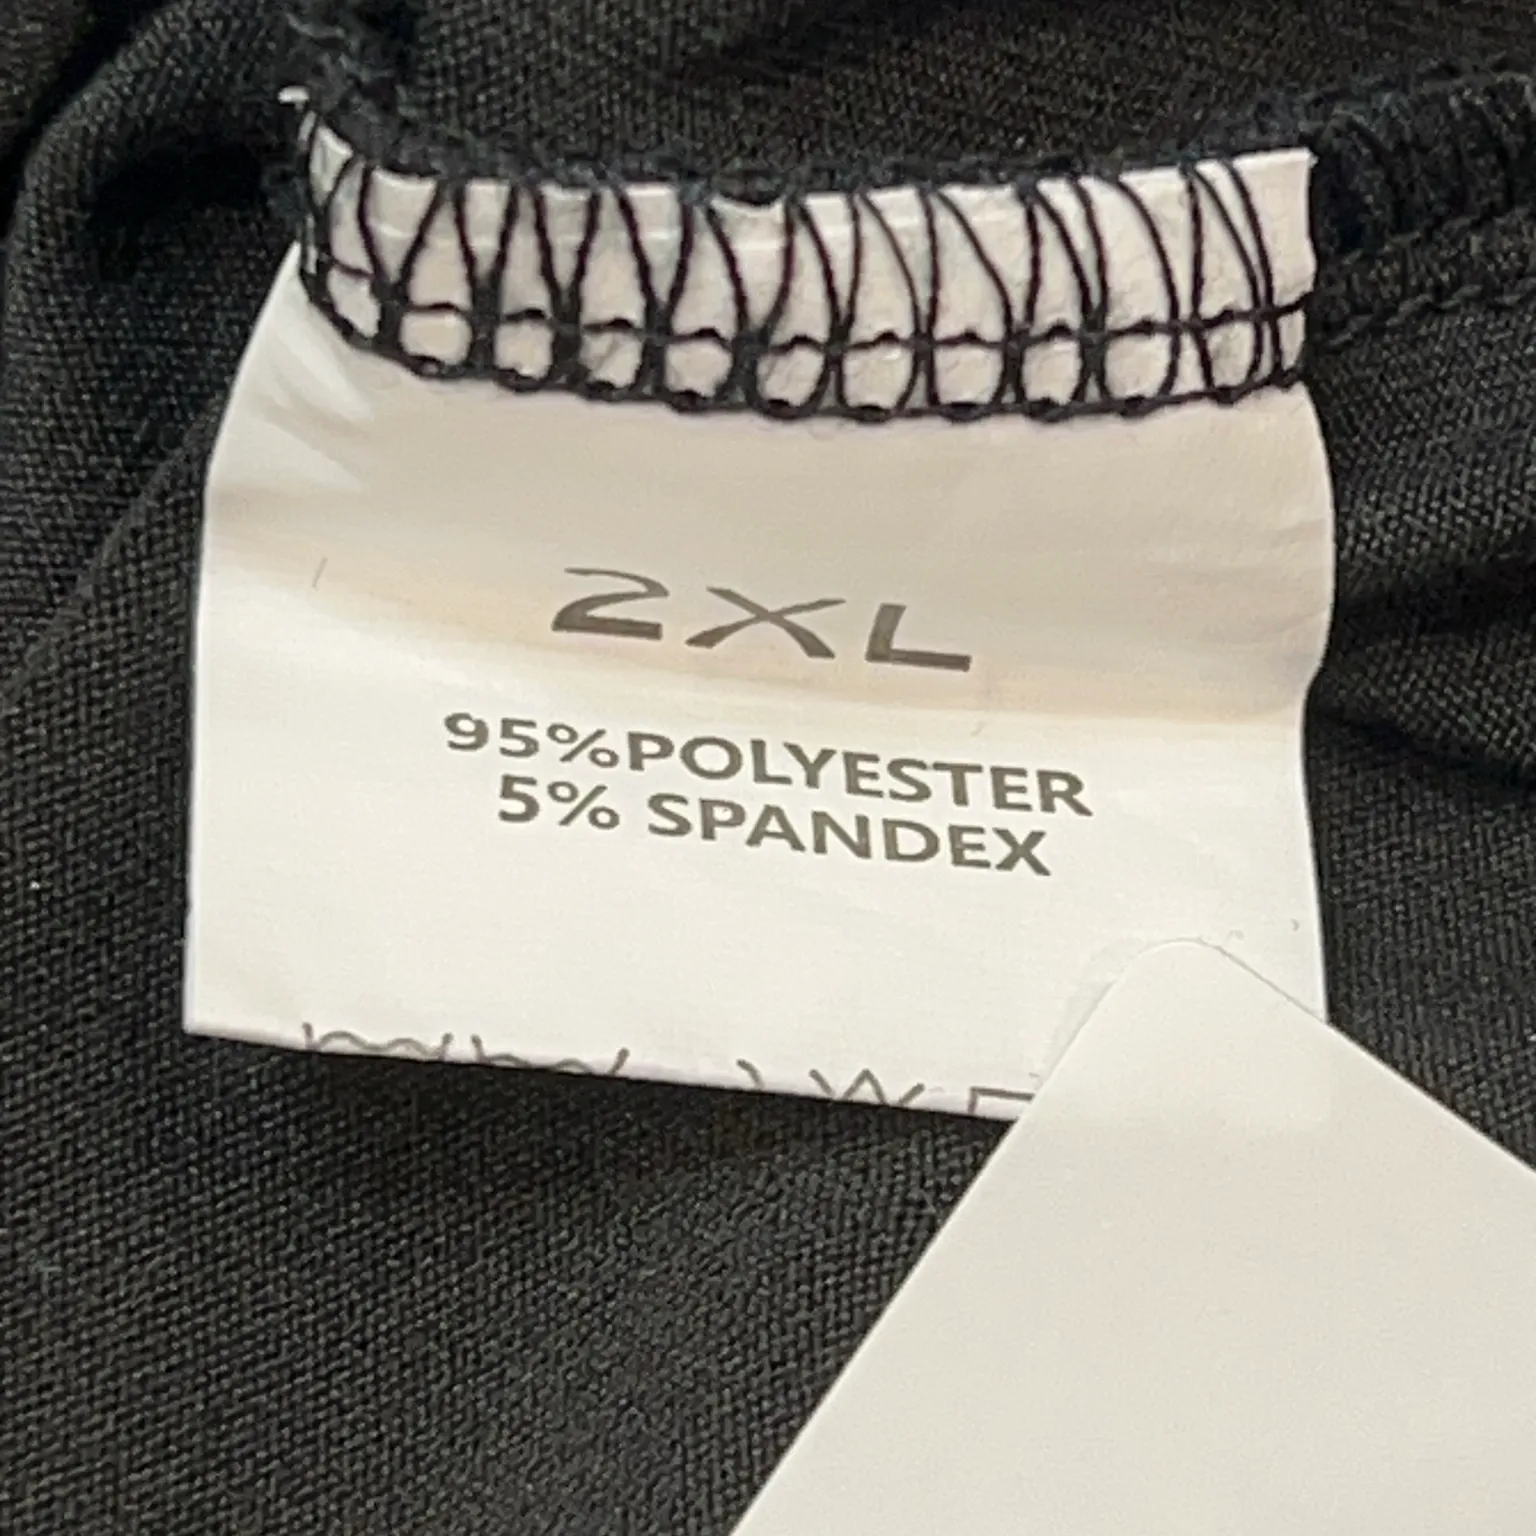 2XL
95%POLYESTER
5% SPANDEX